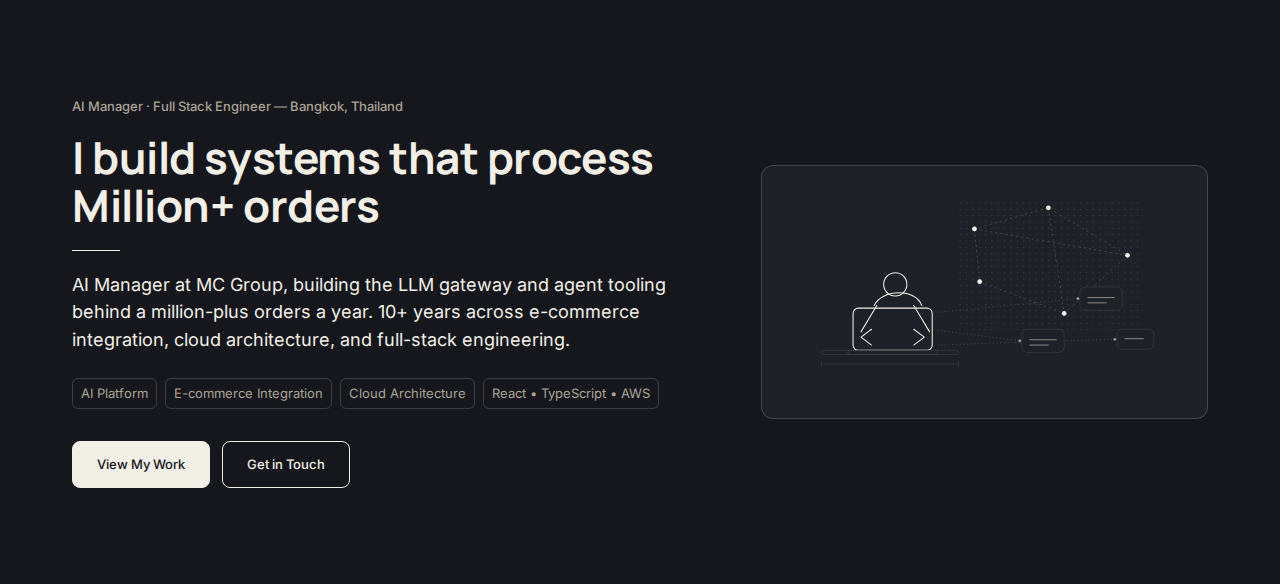 AI Manager · Full Stack Engineer — Bangkok, Thailand
I build systems that process
Million+ orders
AI Manager at MC Group, building the LLM gateway and agent tooling
behind a million-plus orders a year. 10+ years across e-commerce
integration, cloud architecture, and full-stack engineering.
AI Platform
E-commerce Integration
Cloud Architecture
React • TypeScript • AWS
View My Work
Get in Touch